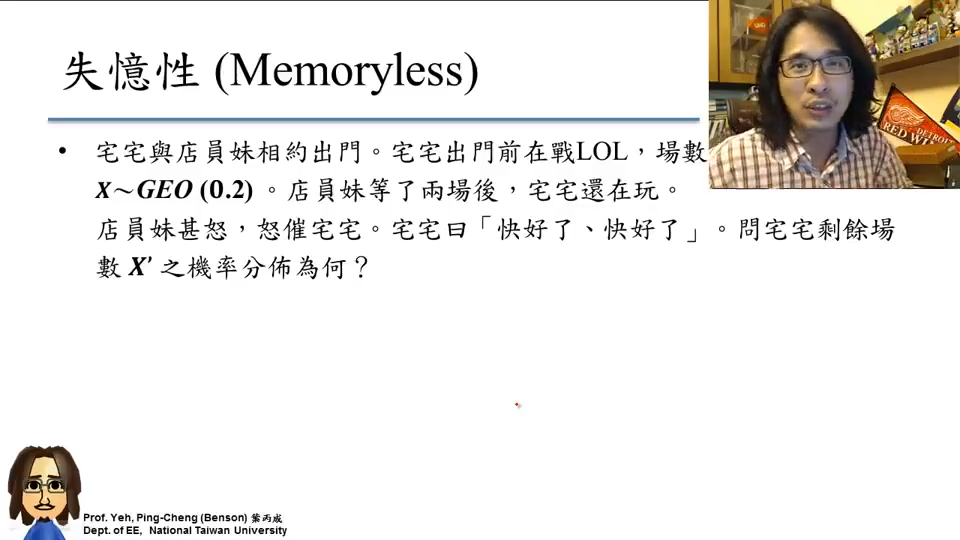 失憶性 (Memoryless)
• 宅宅與店員妹相約出門。宅宅出門前在戰LOL，場數
X~GEO (0.2) 。店員妹等了兩場後，宅宅還在玩。
店員妹甚怒，怒催宅宅。宅宅曰「快好了、快好了」。問宅宅剩餘場
數 X' 之機率分佈為何？
DETROIT
RED WINGS
Prof. Yeh, Ping-Cheng (Benson) 葉丙成
Dept. of EE, National Taiwan University